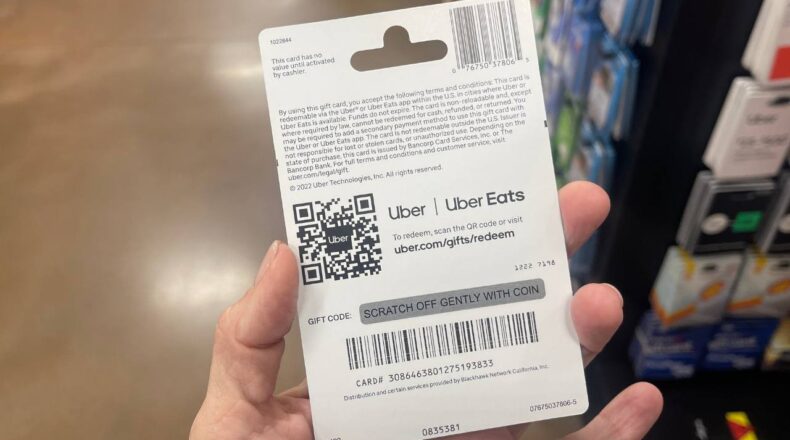 1022644
This card has no
value until activated
by cashier.
0 76750 37806 5
By using this gift card, you accept the following terms and conditions: This card is
redeemable via the Uber® or Uber Eats app within the U.S. in cities where Uber or
Uber Eats is available. Funds do not expire. The card is non-reloadable and, except
where required by law, cannot be redeemed for cash, refunded, or returned. You
may be required to add a secondary payment method to use this gift card with
the Uber or Uber Eats app. The card is not redeemable outside the U.S. Issuer is
not responsible for lost or stolen cards, or unauthorized use. Depending on the
state of purchase, this card is issued by Bancorp Card Services, Inc. or The
Bancorp Bank. For full terms and conditions and customer service, visit
uber.com/legal/gift.
© 2022 Uber Technologies, Inc. All rights reserved.
Uber
Uber | Uber Eats
To redeem, scan the QR code or visit
uber.com/gifts/redeem
1222 7198
GIFT CODE: SCRATCH OFF GENTLY WITH COIN
CARD# 3086463801275193833
Distribution and certain services provided by Blackhawk Network California, Inc.
07675037806-5
0835381